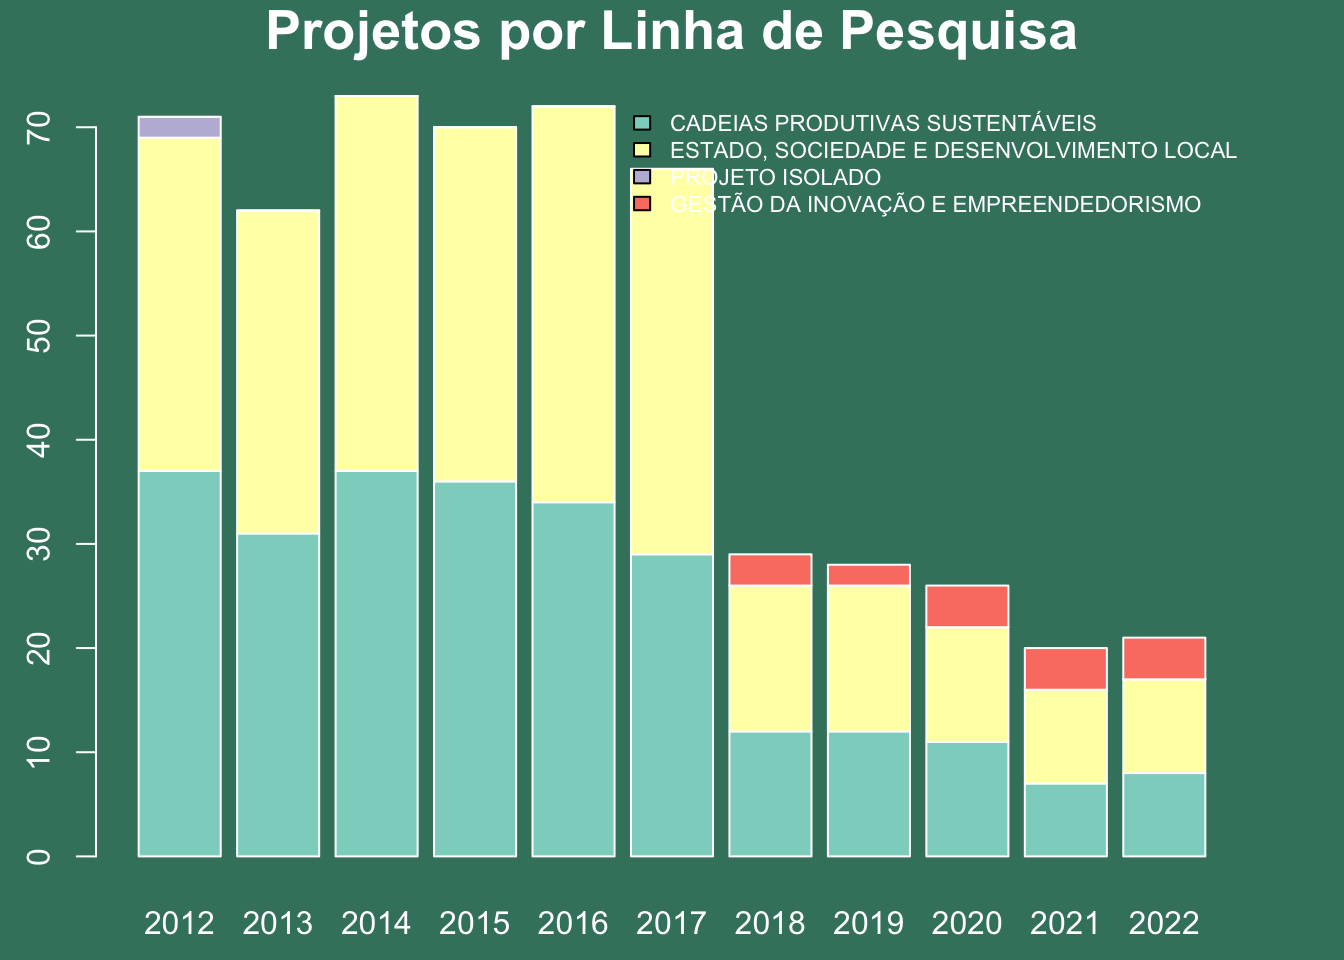 Projetos por Linha de Pesquisa
CADEIAS PRODUTIVAS SUSTENTÁVEIS
ESTADO, SOCIEDADE E DESENVOLVIMENTO LOCAL
PROJETO ISOLADO
GESTÃO DA INOVAÇÃO E EMPREENDEDORISMO
70
60
50
40
30
20
10
0
2012 2013 2014 2015 2016 2017 2018 2019 2020 2021 2022